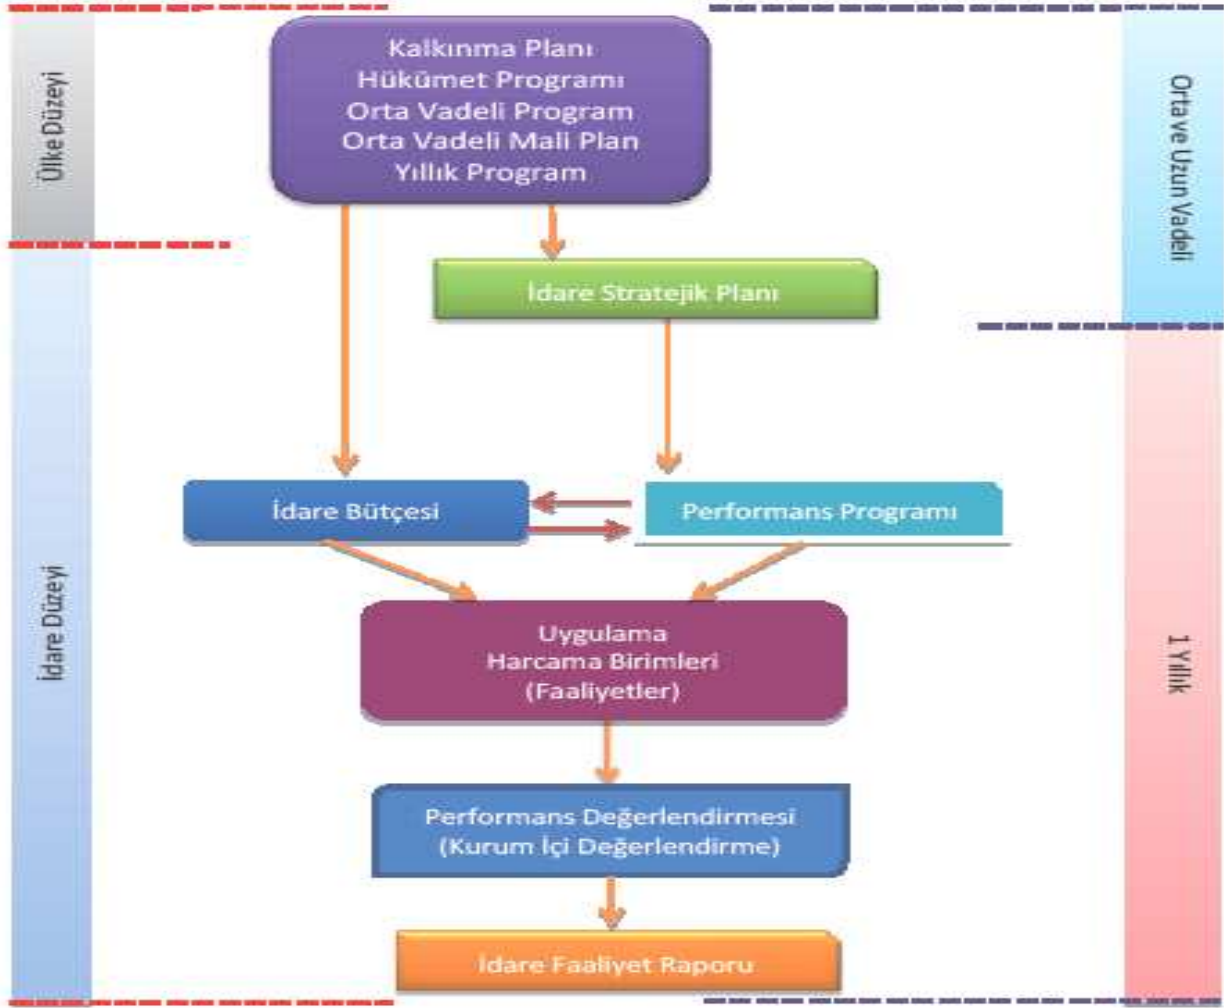 Ülke Düzeyi
Kalkınma Planı
Hükümet Programı
Orta Vadeli Program
Orta Vadeli Mali Plan
Yıllık Program
Orta ve Uzun Vadeli
İdare Stratejik Planı
İdare Düzeyi
İdare Bütçesi
Performans Programı
Uygulama
Harcama Birimleri
(Faaliyetler)
1 Yıllık
Performans Değerlendirmesi
(Kurum İçi Değerlendirme)
İdare Faaliyet Raporu